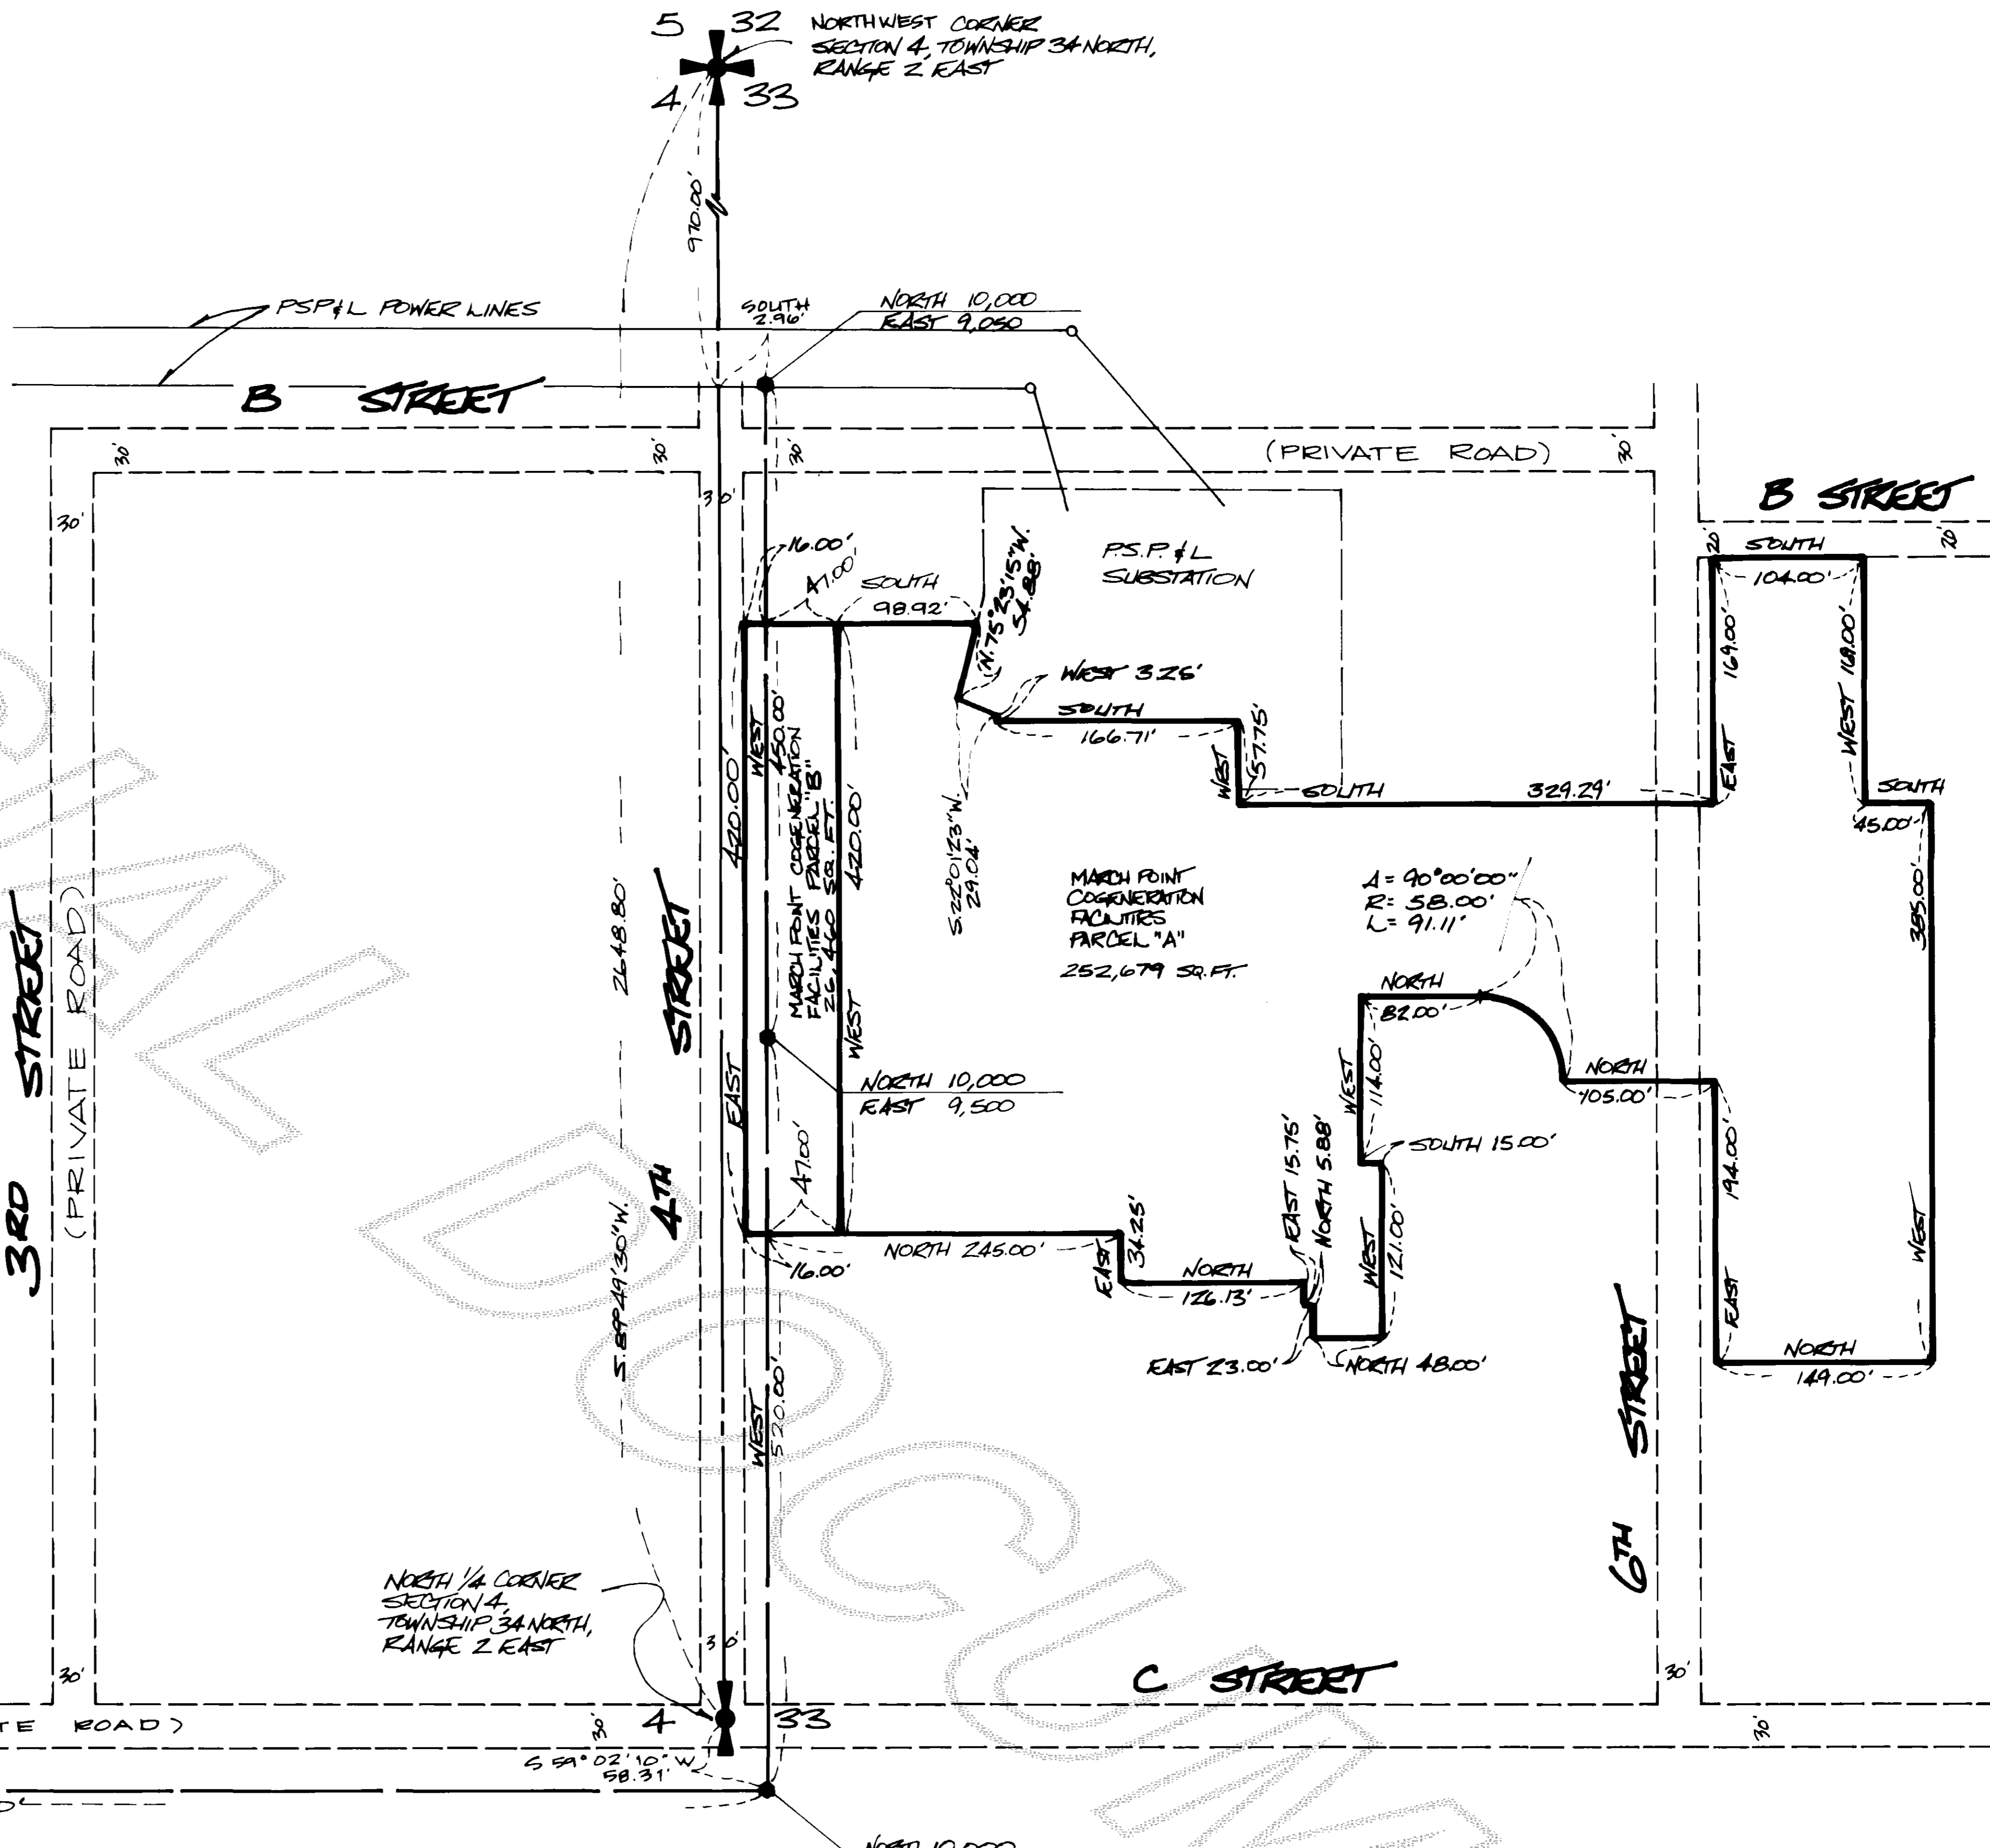 5 32
4 33
NORTHWEST CORNER
SECTION 4, TOWNSHIP 34 NORTH,
RANGE 2 EAST
970.00'
PSP&L POWER LINES
SOUTH
2.96'
NORTH 10,000
EAST 9,050
B STREET
30'
30'
30'
(PRIVATE ROAD)
30'
B STREET
30'
30'
20'
20'
16.00'
47.00'
SOUTH
98.92'
N.75°23'15"W.
54.88'
P.S.P.&L
SUBSTATION
SOUTH
104.00'
WEST 3.25'
SOUTH
166.71'
WEST
57.75'
SOUTH 329.29'
169.00'
EAST
WEST 169.00'
SOUTH
45.00'
385.00'
WEST
420.00'
EAST
WEST
450.00'
MARCH POINT COGENERATION
FACILITIES PARCEL "B"
26,460 SQ. FT.
420.00'
WEST
S.22°01'23"W.
29.04'
MARCH POINT
COGENERATION
FACILITIES
PARCEL "A"
252,679 SQ.FT.
Δ= 90°00'00"
R= 58.00'
L= 91.11'
NORTH
82.00'
WEST
114.00'
NORTH
105.00'
SOUTH 15.00'
194.00'
EAST
NORTH
149.00'
NORTH 10,000
EAST 9,500
47.00'
16.00'
NORTH 245.00'
EAST
34.25'
NORTH
126.13'
EAST 15.75'
NORTH 5.88'
WEST
121.00'
EAST 23.00'
NORTH 48.00'
3RD STREET
(PRIVATE ROAD)
2648.80'
S.89°49'30"W.
4TH STREET
WEST
520.00'
6TH STREET
NORTH 1/4 CORNER
SECTION 4,
TOWNSHIP 34 NORTH,
RANGE 2 EAST
30'
30'
C STREET
30'
TE ROAD)
30'
4 33
30'
S 59°02'10" W
58.31'
NORTH 10,000
IAL DOCUM